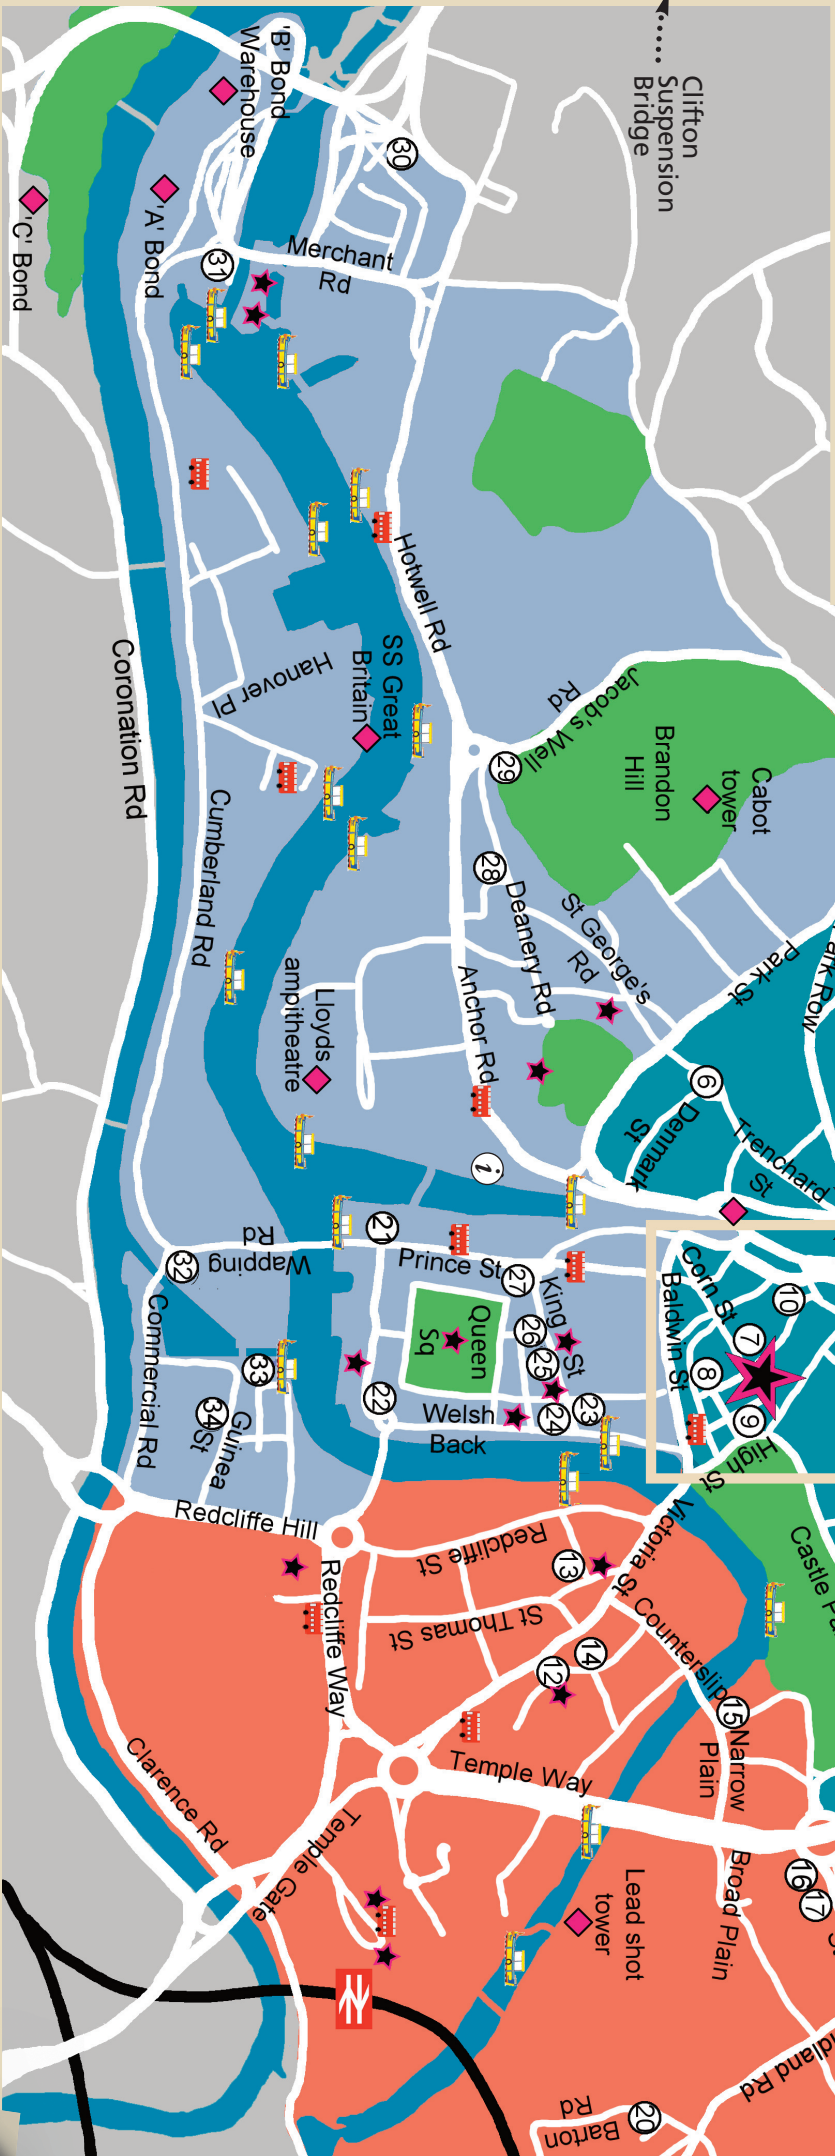 Clifton
Suspension
Bridge
'B' Bond
Warehouse
30
'A' Bond
'C' Bond
31
Merchant
Rd
Hotwell Rd
Coronation Rd
Hanover Pl
SS Great
Britain
Jacob's Well
Rd
29
Brandon
Hill
Cabot
tower
Cumberland Rd
28
Deanery Rd
St George's
Rd
Park St
Park Row
Lloyds
ampitheatre
Anchor Rd
6
Denmark
St
Trenchard
St
i
21
Wapping
Rd
32
Prince St
27
King St
26
25
24
23
Queen
Sq
22
Welsh
Back
Corn St
Baldwin St
10
7
8
9
High St
Commercial Rd
33
34
Guinea
St
Redcliffe Hill
Redcliffe St
Victoria St
13
St Thomas St
Redcliffe Way
Counterslip
14
12
15
Narrow
Plain
Castle Pa
Temple Way
Clarence Rd
Temple Gate
Broad Plain
16
17
Lead shot
tower
dland Rd
20
Barton
Rd